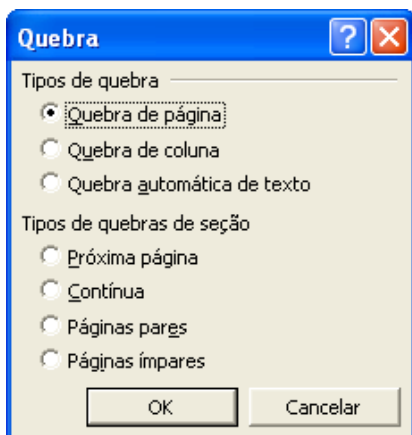 Quebra
Tipos de quebra
Quebra de página
Quebra de coluna
Quebra automática de texto
Tipos de quebras de seção
Próxima página
Contínua
Páginas pares
Páginas ímpares
OK Cancelar